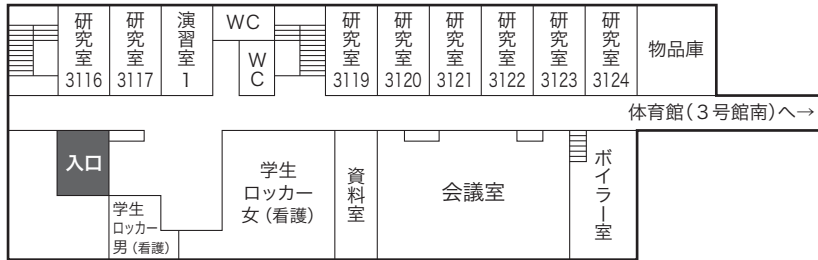 研究室
3116
研究室
3117
演習室
1
WC
WC
研究室
3119
研究室
3120
研究室
3121
研究室
3122
研究室
3123
研究室
3124
物品庫
体育館(3号館南)へ→
入口
学生
ロッカー
男(看護)
学生
ロッカー
女(看護)
資料室
会議室
ボイラー室